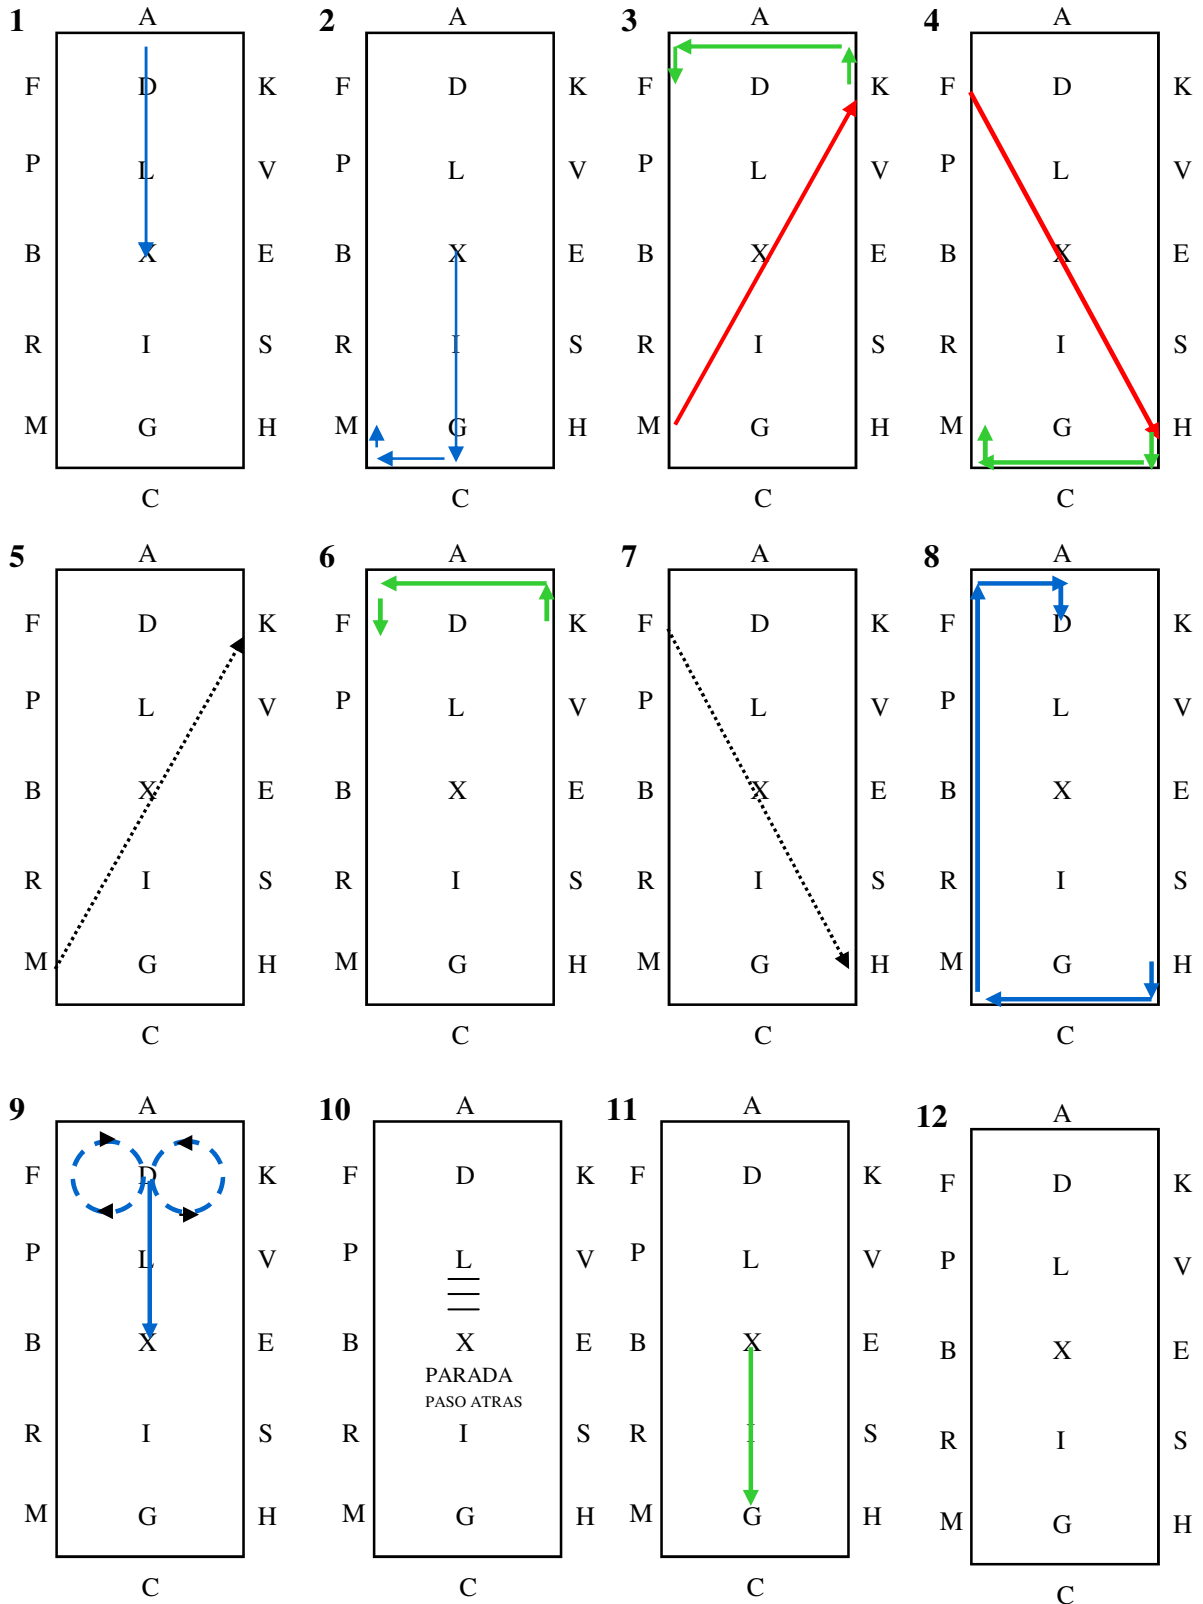 1 A 2 A 3 A 4 A
F D K F D K F D K F D K
P L V P L V P L V P L V
B X E B X E B X E B X E
R I S R I S R I S R I S
M G H M G H M G H M G H
C C C C
5 A 6 A 7 A 8 A
F D K F D K F D K F D K
P L V P L V P L V P L V
B X E B X E B X E B X E
R I S R I S R I S R I S
M G H M G H M G H M G H
C C C C
9 A 10 A 11 A 12 A
F D K F D K F D K F D K
P L V P L V P L V P L V
B X E B X E B X E B X E
PARADA
PASO ATRAS
R I S R I S R I S R I S
M G H M G H M G H M G H
C C C C